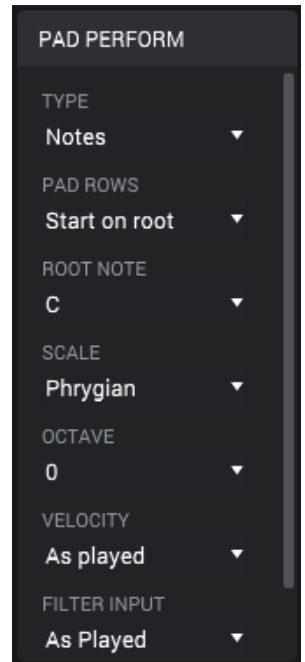 PAD PERFORM
TYPE
Notes
PAD ROWS
Start on root
ROOT NOTE
C
SCALE
Phrygian
OCTAVE
0
VELOCITY
As played
FILTER INPUT
As Played